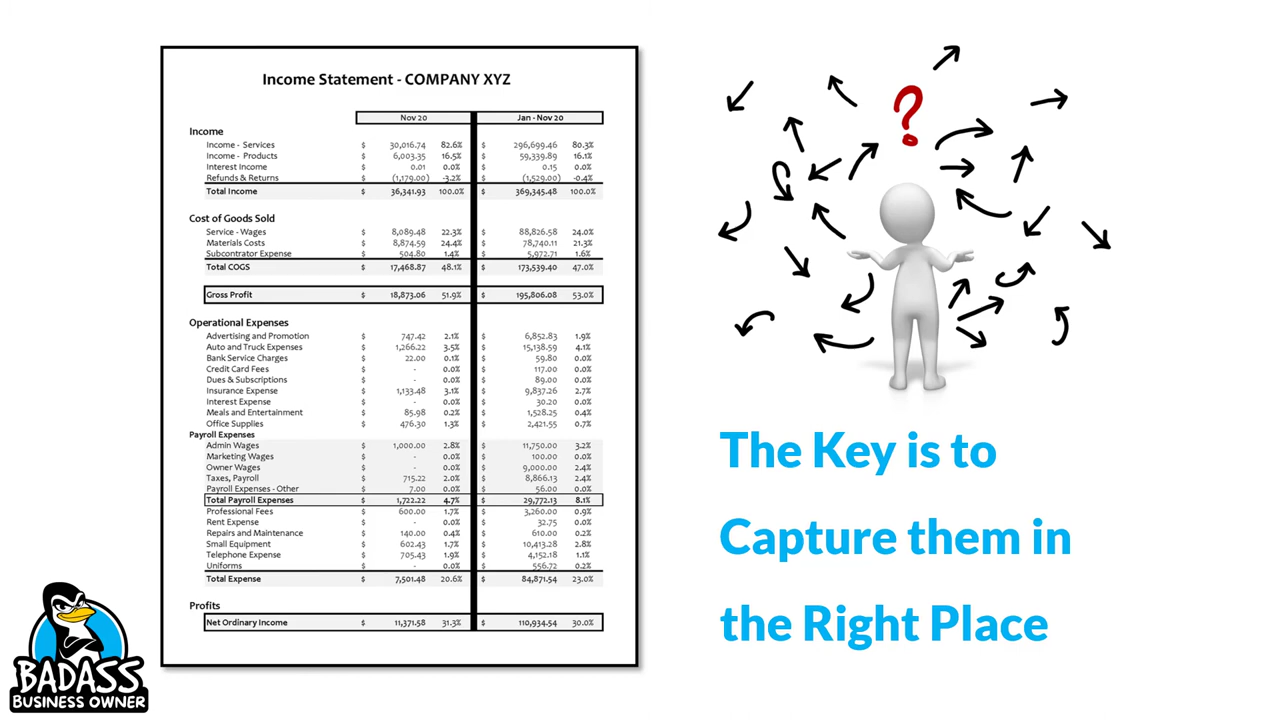 Income Statement - COMPANY XYZ
Nov 20 Jan - Nov 20
Income
Income - Services $ 30,016.74 82.6% $ 296,699.46 80.3%
Income - Products $ 6,003.35 16.5% $ 59,339.89 16.1%
Interest Income $ 0.01 0.0% $ 0.15 0.0%
Refunds & Returns $ (1,179.00) -3.2% $ (1,529.00) -0.4%
Total Income $ 36,341.93 100.0% $ 369,345.48 100.0%
Cost of Goods Sold
Service - Wages $ 8,089.48 22.3% $ 88,826.58 24.0%
Materials Costs $ 8,874.59 24.4% $ 78,740.11 21.3%
Subcontrator Expense $ 504.80 1.4% $ 5,972.71 1.6%
Total COGS $ 17,468.87 48.1% $ 173,539.40 47.0%
Gross Profit $ 18,873.06 51.9% $ 195,806.08 53.0%
Operational Expenses
Advertising and Promotion $ 747.42 2.1% $ 6,852.83 1.9%
Auto and Truck Expenses $ 1,266.22 3.5% $ 15,138.59 4.1%
Bank Service Charges $ 22.00 0.1% $ 59.80 0.0%
Credit Card Fees $ - 0.0% $ 117.00 0.0%
Dues & Subscriptions $ - 0.0% $ 89.00 0.0%
Insurance Expense $ 1,133.48 3.1% $ 9,837.26 2.7%
Interest Expense $ - 0.0% $ 30.20 0.0%
Meals and Entertainment $ 85.98 0.2% $ 1,528.25 0.4%
Office Supplies $ 476.30 1.3% $ 2,421.55 0.7%
Payroll Expenses
Admin Wages $ 1,000.00 2.8% $ 11,750.00 3.2%
Marketing Wages $ - 0.0% $ 100.00 0.0%
Owner Wages $ - 0.0% $ 9,000.00 2.4%
Taxes, Payroll $ 715.22 2.0% $ 8,866.13 2.4%
Payroll Expenses - Other $ 7.00 0.0% $ 56.00 0.0%
Total Payroll Expenses $ 1,722.22 4.7% $ 29,772.13 8.1%
Professional Fees $ 600.00 1.7% $ 3,260.00 0.9%
Rent Expense $ - 0.0% $ 32.75 0.0%
Repairs and Maintenance $ 140.00 0.4% $ 610.00 0.2%
Small Equipment $ 602.43 1.7% $ 10,413.28 2.8%
Telephone Expense $ 705.43 1.9% $ 4,152.18 1.1%
Uniforms $ - 0.0% $ 556.72 0.2%
Total Expense $ 7,501.48 20.6% $ 84,871.54 23.0%
Profits
Net Ordinary Income $ 11,371.58 31.3% $ 110,934.54 30.0%
?
The Key is to
Capture them in
the Right Place
BADASS
BUSINESS OWNER